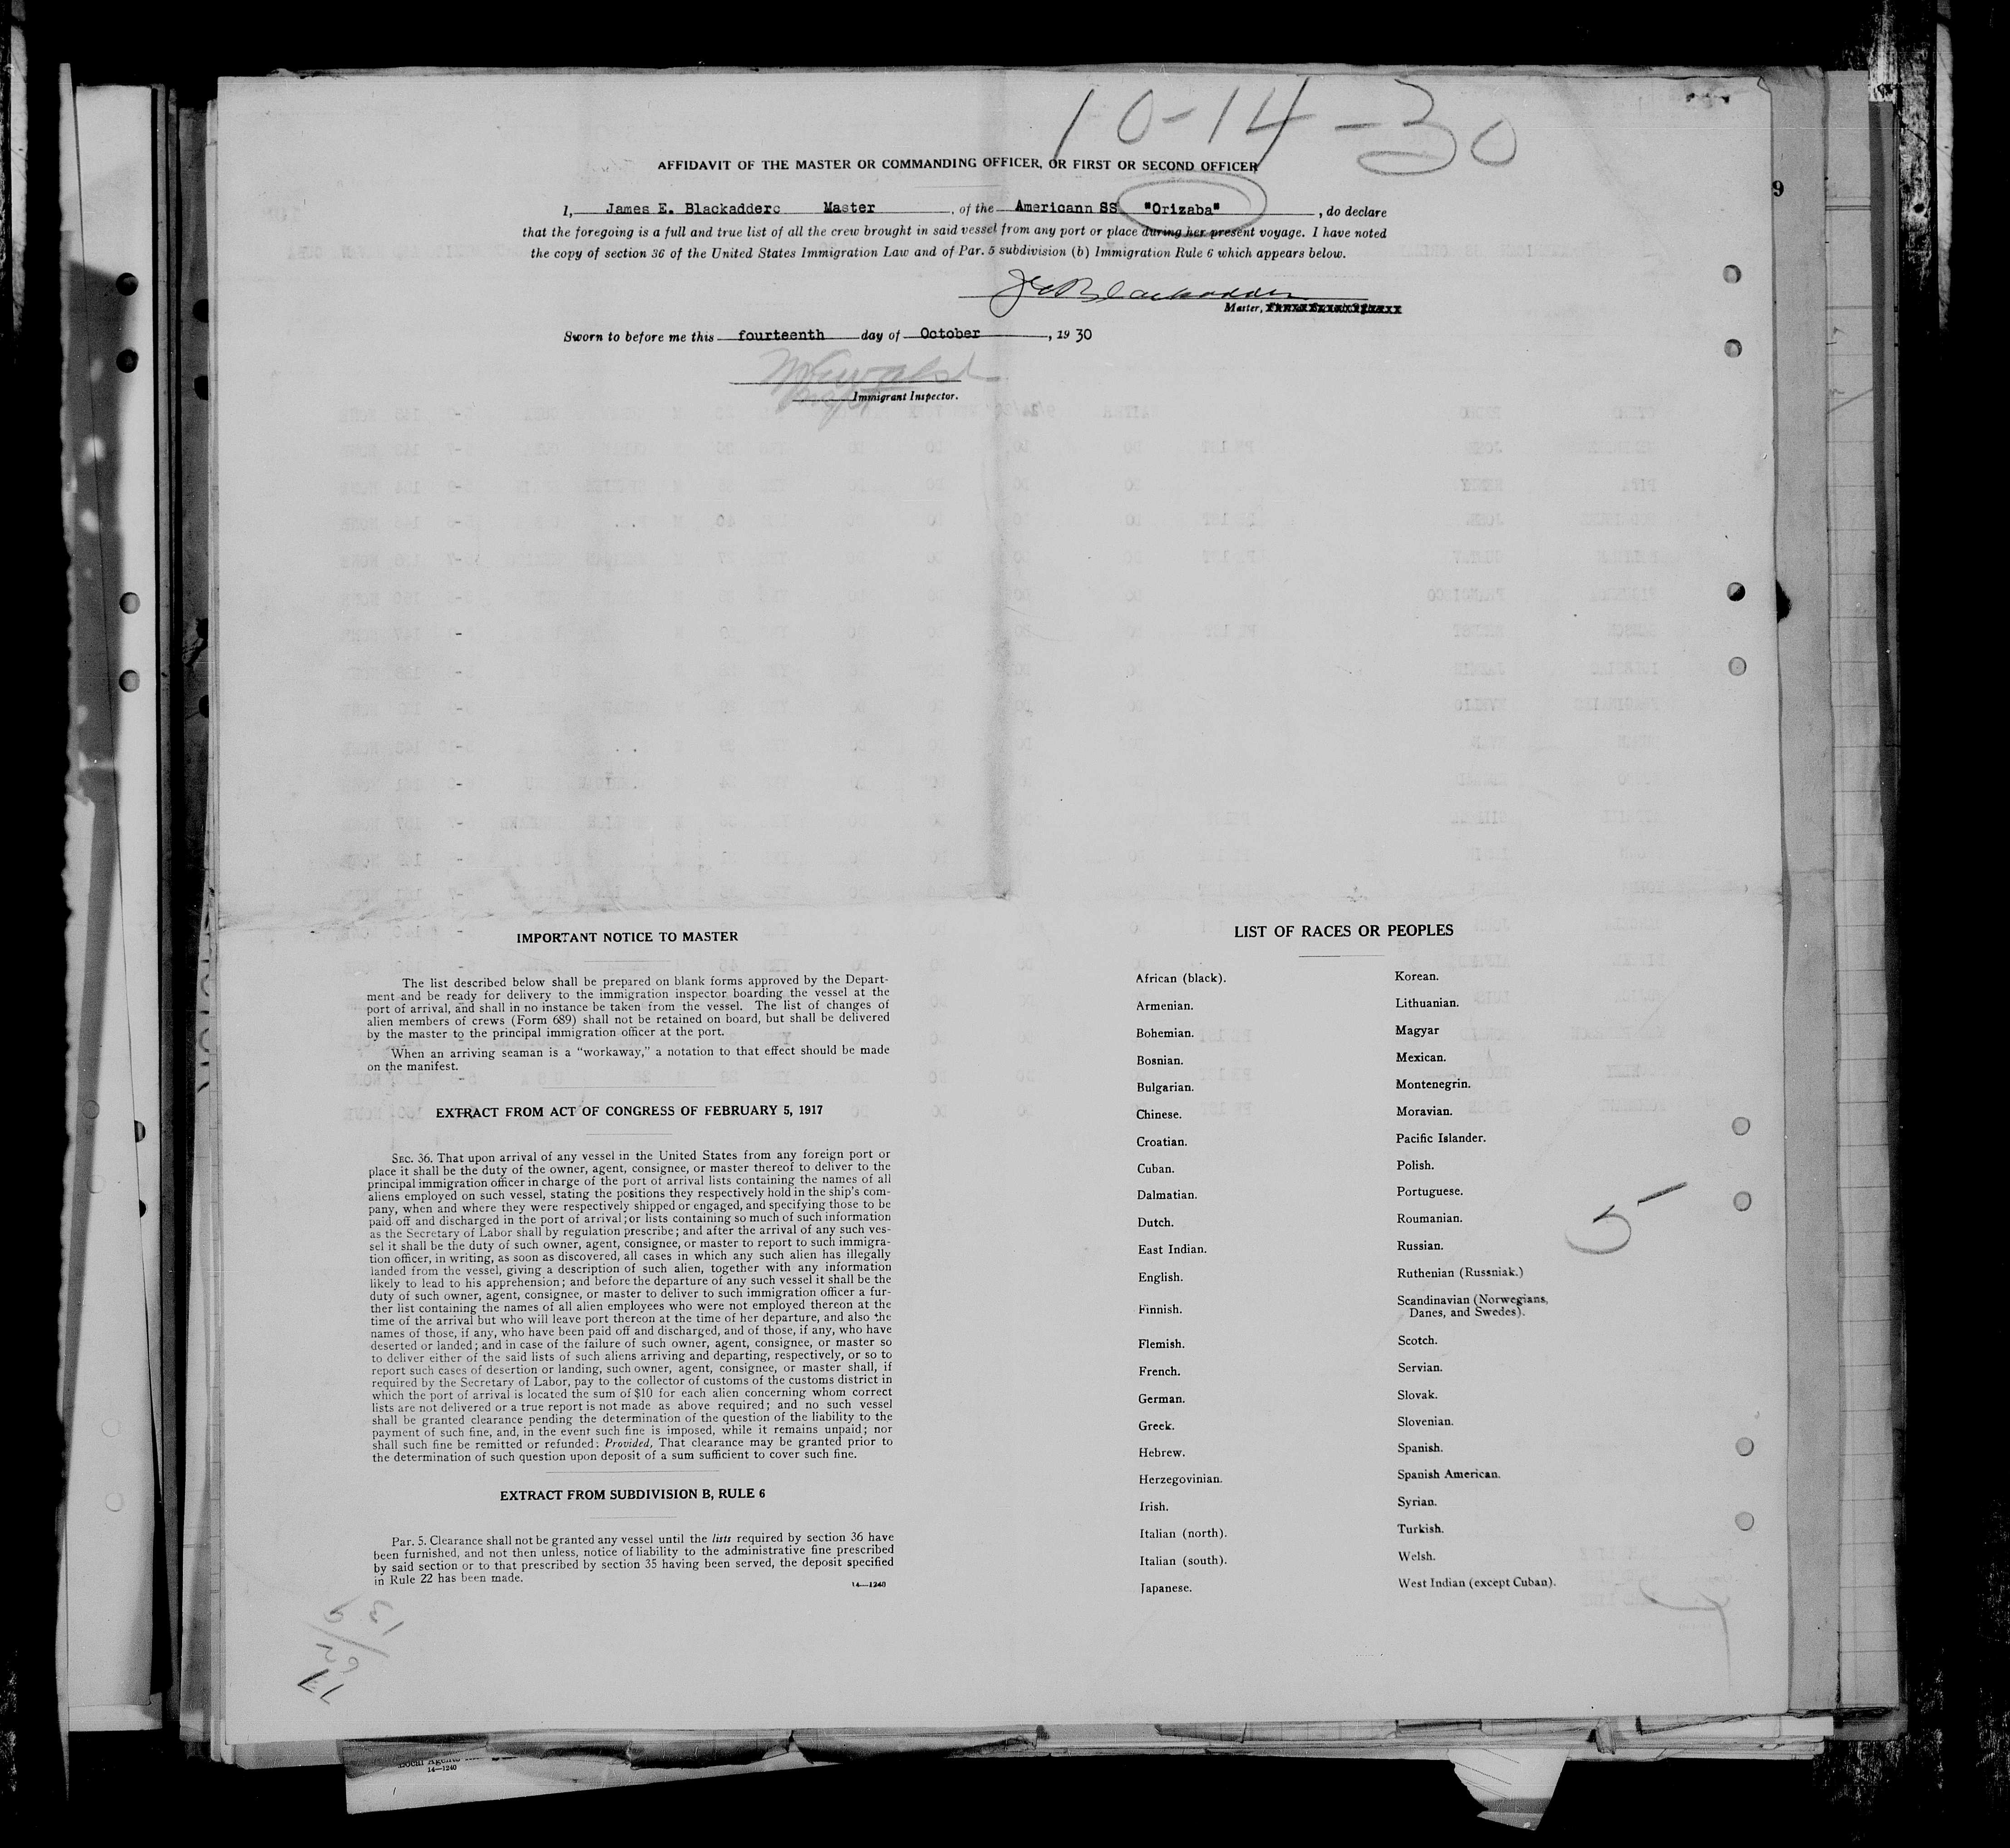 10-14-30
AFFIDAVIT OF THE MASTER OR COMMANDING OFFICER, OR FIRST OR SECOND OFFICER
9
I, James E. Blackadderc Master, of the Americann SS "Orizaba", do declare
that the foregoing is a full and true list of all the crew brought in said vessel from any port or place during her present voyage. I have noted
the copy of section 36 of the United States Immigration Law and of Par. 5 subdivision (b) Immigration Rule 6 which appears below.
J E Blackadder
Master,
Sworn to before me this fourteenth day of October, 1930
Immigrant Inspector.
IMPORTANT NOTICE TO MASTER
The list described below shall be prepared on blank forms approved by the Depart-
ment and be ready for delivery to the immigration inspector boarding the vessel at the
port of arrival, and shall in no instance be taken from the vessel. The list of changes of
alien members of crews (Form 689) shall not be retained on board, but shall be delivered
by the master to the principal immigration officer at the port.
When an arriving seaman is a "workaway," a notation to that effect should be made
on the manifest.
EXTRACT FROM ACT OF CONGRESS OF FEBRUARY 5, 1917
SEC. 36. That upon arrival of any vessel in the United States from any foreign port or
place it shall be the duty of the owner, agent, consignee, or master thereof to deliver to the
principal immigration officer in charge of the port of arrival lists containing the names of all
aliens employed on such vessel, stating the positions they respectively hold in the ship's com-
pany, when and where they were respectively shipped or engaged, and specifying those to be
paid off and discharged in the port of arrival; or lists containing so much of such information
as the Secretary of Labor shall by regulation prescribe; and after the arrival of any such ves-
sel it shall be the duty of such owner, agent, consignee, or master to report to such immigra-
tion officer, in writing, as soon as discovered, all cases in which any such alien has illegally
landed from the vessel, giving a description of such alien, together with any information
likely to lead to his apprehension; and before the departure of any such vessel it shall be the
duty of such owner, agent, consignee, or master to deliver to such immigration officer a fur-
ther list containing the names of all alien employees who were not employed thereon at the
time of the arrival but who will leave port thereon at the time of her departure, and also the
names of those, if any, who have been paid off and discharged, and of those, if any, who have
deserted or landed; and in case of the failure of such owner, agent, consignee, or master so
to deliver either of the said lists of such aliens arriving and departing, respectively, or so to
report such cases of desertion or landing, such owner, agent, consignee, or master shall, if
required by the Secretary of Labor, pay to the collector of customs of the customs district in
which the port of arrival is located the sum of $10 for each alien concerning whom correct
lists are not delivered or a true report is not made as above required; and no such vessel
shall be granted clearance pending the determination of the question of the liability to the
payment of such fine, and, in the event such fine is imposed, while it remains unpaid; nor
shall such fine be remitted or refunded: Provided, That clearance may be granted prior to
the determination of such question upon deposit of a sum sufficient to cover such fine.
EXTRACT FROM SUBDIVISION B, RULE 6
Par. 5. Clearance shall not be granted any vessel until the lists required by section 36 have
been furnished, and not then unless, notice of liability to the administrative fine prescribed
by said section or to that prescribed by section 35 having been served, the deposit specified
in Rule 22 has been made.
14—1240
LIST OF RACES OR PEOPLES
African (black).
Armenian.
Bohemian.
Bosnian.
Bulgarian.
Chinese.
Croatian.
Cuban.
Dalmatian.
Dutch.
East Indian.
English.
Finnish.
Flemish.
French.
German.
Greek.
Hebrew.
Herzegovinian.
Irish.
Italian (north).
Italian (south).
Japanese.
Korean.
Lithuanian.
Magyar
Mexican.
Montenegrin.
Moravian.
Pacific Islander.
Polish.
Portuguese.
Roumanian.
Russian.
Ruthenian (Russniak.)
Scandinavian (Norwegians,
Danes, and Swedes).
Scotch.
Servian.
Slovak.
Slovenian.
Spanish.
Spanish American.
Syrian.
Turkish.
Welsh.
West Indian (except Cuban).
5
14—1240